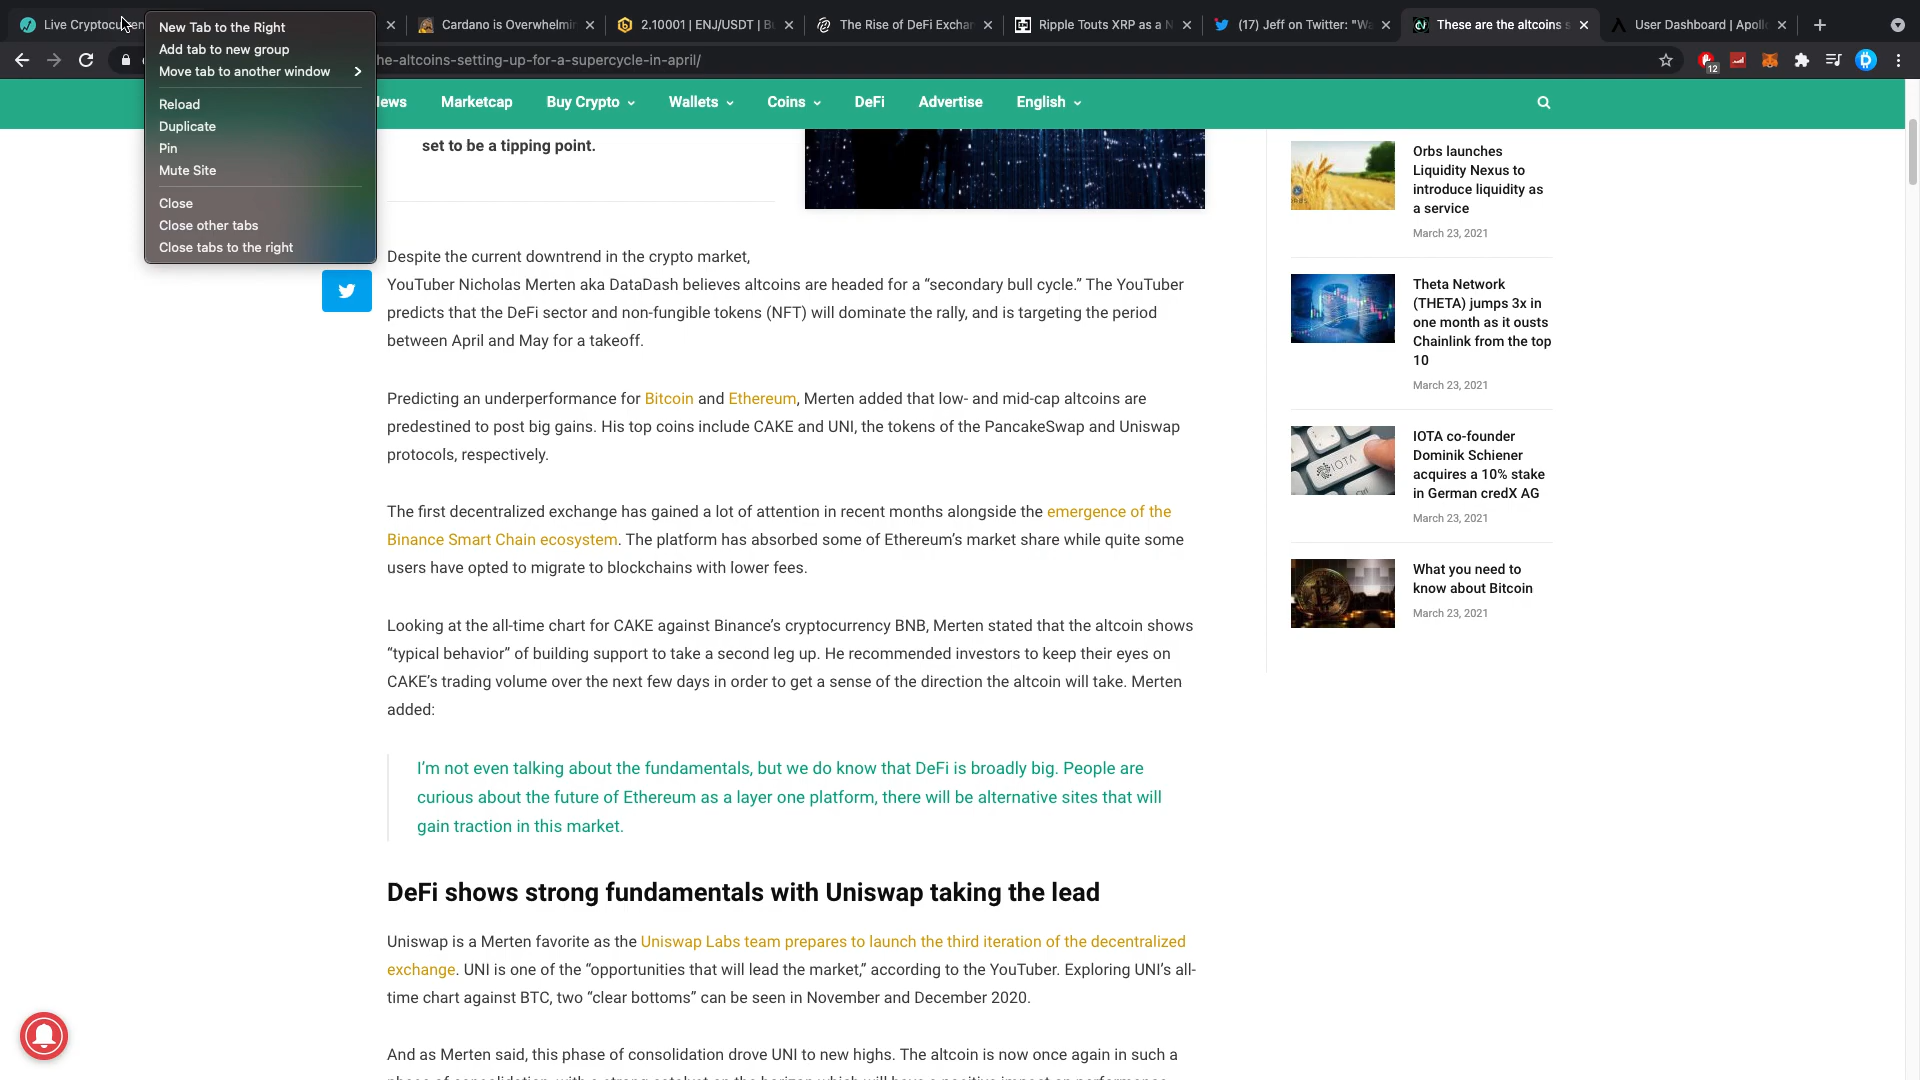 Live Cryptocurren
Cardano is Overwhelmin
2.10001 | ENJ/USDT | B
The Rise of DeFi Exchan
Ripple Touts XRP as a N
(17) Jeff on Twitter: "Wa
These are the altcoins s
User Dashboard | Apoll
New Tab to the Right
Add tab to new group
Move tab to another window
Reload
Duplicate
Pin
Mute Site
Close
Close other tabs
Close tabs to the right
he-altcoins-setting-up-for-a-supercycle-in-april/
12
ews
Marketcap
Buy Crypto
Wallets
Coins
DeFi
Advertise
English
set to be a tipping point.
Despite the current downtrend in the crypto market,
YouTuber Nicholas Merten aka DataDash believes altcoins are headed for a “secondary bull cycle.” The YouTuber
predicts that the DeFi sector and non-fungible tokens (NFT) will dominate the rally, and is targeting the period
between April and May for a takeoff.
Predicting an underperformance for Bitcoin and Ethereum, Merten added that low- and mid-cap altcoins are
predestined to post big gains. His top coins include CAKE and UNI, the tokens of the PancakeSwap and Uniswap
protocols, respectively.
The first decentralized exchange has gained a lot of attention in recent months alongside the emergence of the
Binance Smart Chain ecosystem. The platform has absorbed some of Ethereum’s market share while quite some
users have opted to migrate to blockchains with lower fees.
Looking at the all-time chart for CAKE against Binance’s cryptocurrency BNB, Merten stated that the altcoin shows
“typical behavior” of building support to take a second leg up. He recommended investors to keep their eyes on
CAKE’s trading volume over the next few days in order to get a sense of the direction the altcoin will take. Merten
added:
I’m not even talking about the fundamentals, but we do know that DeFi is broadly big. People are
curious about the future of Ethereum as a layer one platform, there will be alternative sites that will
gain traction in this market.
DeFi shows strong fundamentals with Uniswap taking the lead
Uniswap is a Merten favorite as the Uniswap Labs team prepares to launch the third iteration of the decentralized
exchange. UNI is one of the “opportunities that will lead the market,” according to the YouTuber. Exploring UNI’s all-
time chart against BTC, two “clear bottoms” can be seen in November and December 2020.
And as Merten said, this phase of consolidation drove UNI to new highs. The altcoin is now once again in such a
Orbs launches
Liquidity Nexus to
introduce liquidity as
a service
March 23, 2021
Theta Network
(THETA) jumps 3x in
one month as it ousts
Chainlink from the top
10
March 23, 2021
IOTA
IOTA co-founder
Dominik Schiener
acquires a 10% stake
in German credX AG
March 23, 2021
What you need to
know about Bitcoin
March 23, 2021